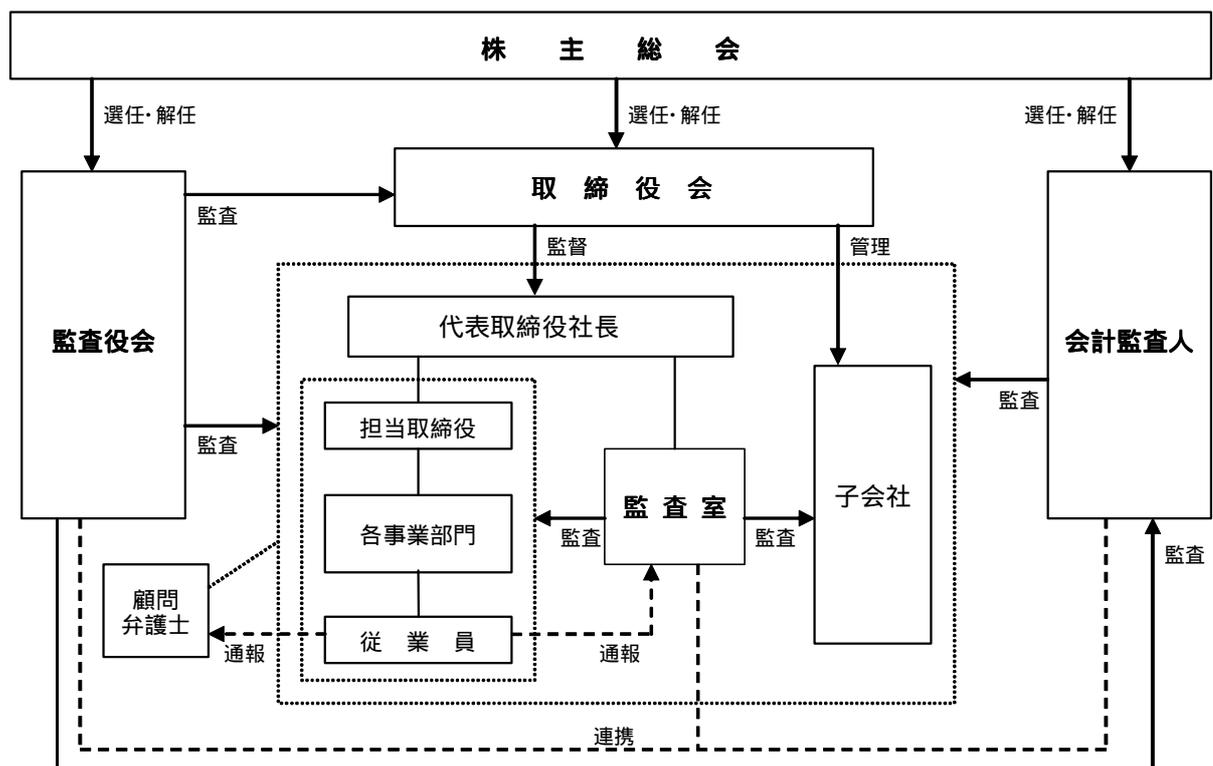 株 主 総 会
選任・解任
選任・解任
選任・解任
取 締 役 会
監査
監督
管理
代表取締役社長
監査役会
会計監査人
監査
担当取締役
監査
監 査 室
子会社
各事業部門
監査
監査
監査
顧問
弁護士
従 業 員
通報
通報
連携